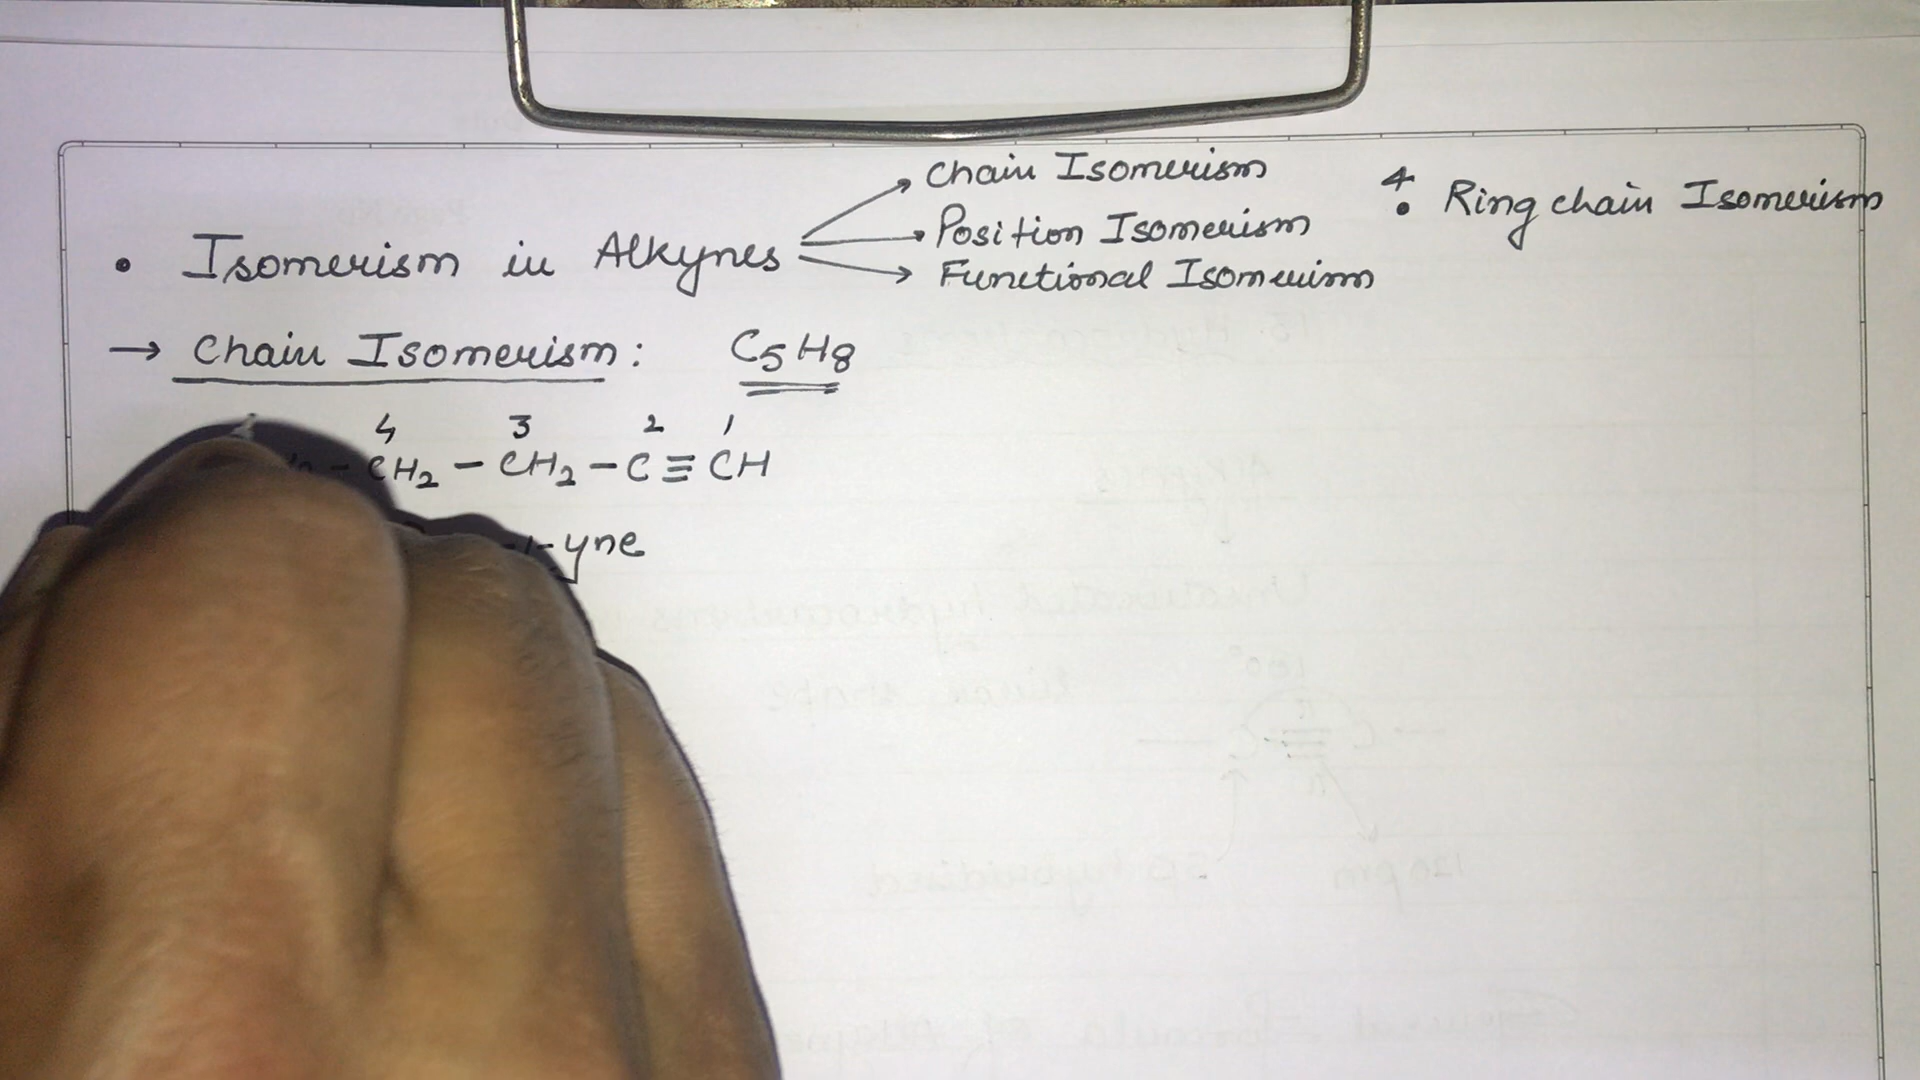 Chain Isomerism
4
• Ring chain Isomerism
Position Isomerism
• Isomerism in Alkynes
Functional Isomerism
→ Chain Isomerism: C5H8
4 3 2 1
- CH2 - CH2 - C ≡ CH
-1-yne